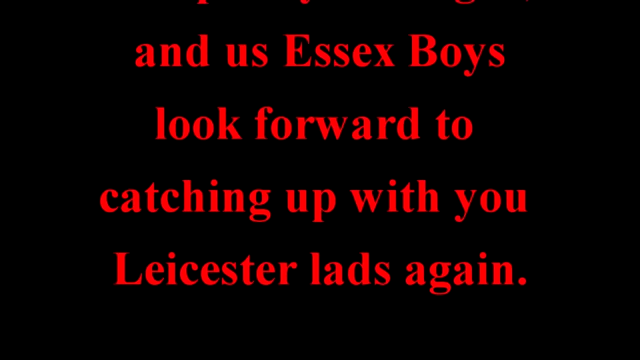 and us Essex Boys
look forward to
catching up with you
Leicester lads again.